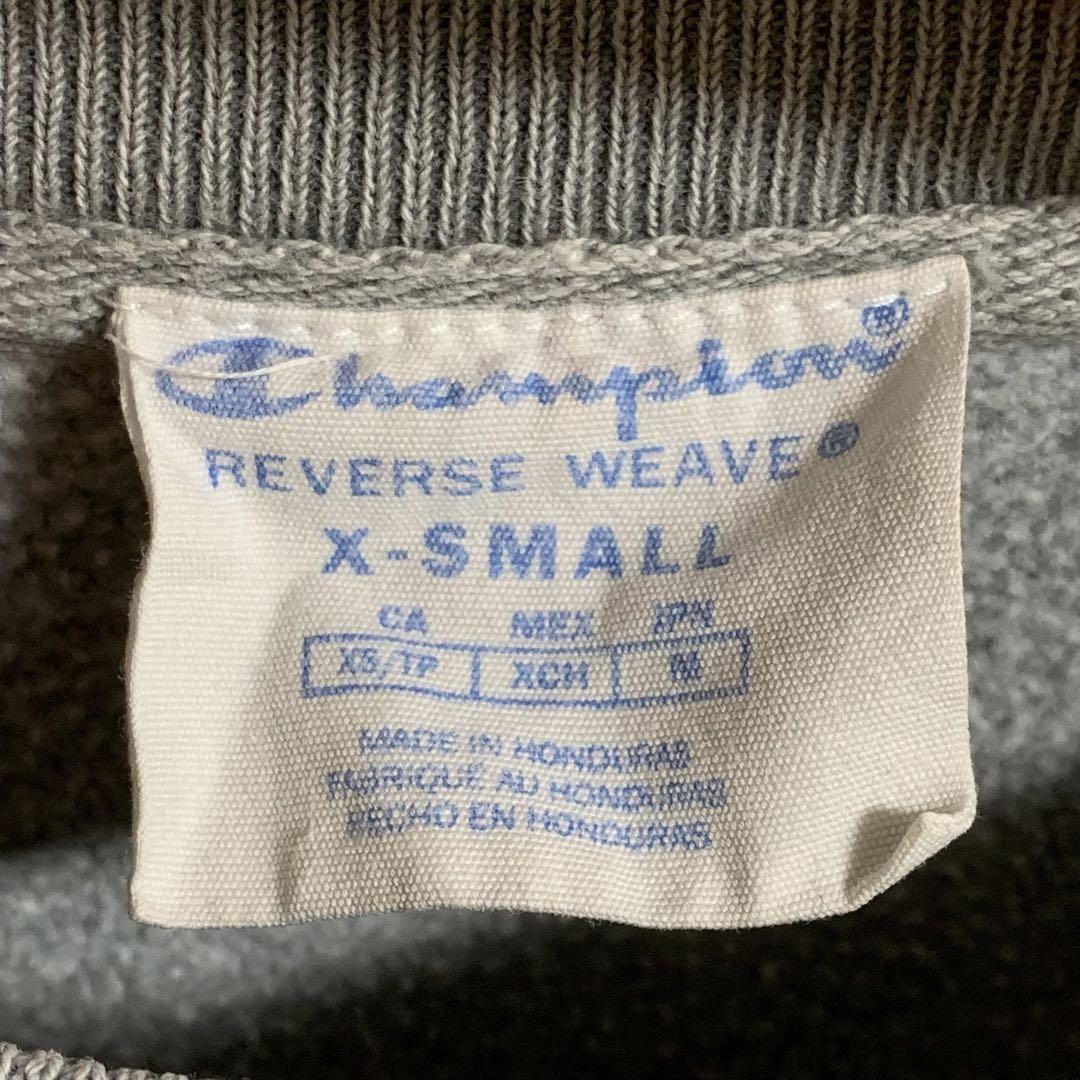 Champion®
REVERSE WEAVE®
X-SMALL
CA MEX JPN
XS/TP XCH M
MADE IN HONDURAS
FABRIQUÉ AU HONDURAS
HECHO EN HONDURAS